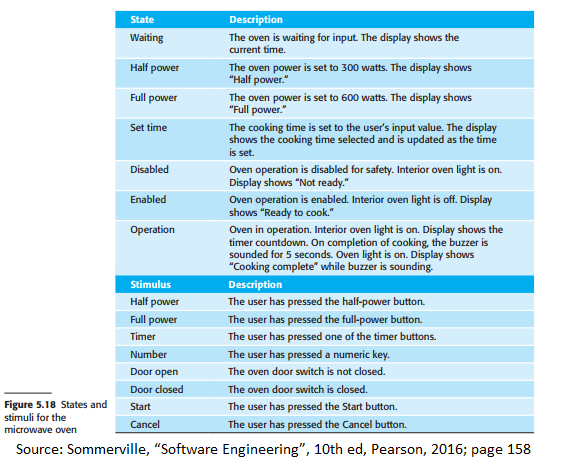 State Description
Waiting The oven is waiting for input. The display shows the
current time.
Half power The oven power is set to 300 watts. The display shows
“Half power.”
Full power The oven power is set to 600 watts. The display shows
“Full power.”
Set time The cooking time is set to the user's input value. The display
shows the cooking time selected and is updated as the time
is set.
Disabled Oven operation is disabled for safety. Interior oven light is on.
Display shows “Not ready.”
Enabled Oven operation is enabled. Interior oven light is off. Display
shows “Ready to cook.”
Operation Oven in operation. Interior oven light is on. Display shows the
timer countdown. On completion of cooking, the buzzer is
sounded for 5 seconds. Oven light is on. Display shows
“Cooking complete” while buzzer is sounding.
Stimulus Description
Half power The user has pressed the half-power button.
Full power The user has pressed the full-power button.
Timer The user has pressed one of the timer buttons.
Number The user has pressed a numeric key.
Door open The oven door switch is not closed.
Door closed The oven door switch is closed.
Start The user has pressed the Start button.
Cancel The user has pressed the Cancel button.
Figure 5.18 States and
stimuli for the
microwave oven
Source: Sommerville, “Software Engineering”, 10th ed, Pearson, 2016; page 158